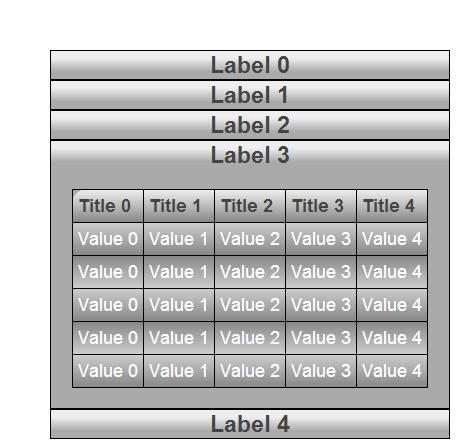 Label 0
Label 1
Label 2
Label 3
Title 0 Title 1 Title 2 Title 3 Title 4
Value 0 Value 1 Value 2 Value 3 Value 4
Value 0 Value 1 Value 2 Value 3 Value 4
Value 0 Value 1 Value 2 Value 3 Value 4
Value 0 Value 1 Value 2 Value 3 Value 4
Value 0 Value 1 Value 2 Value 3 Value 4
Label 4